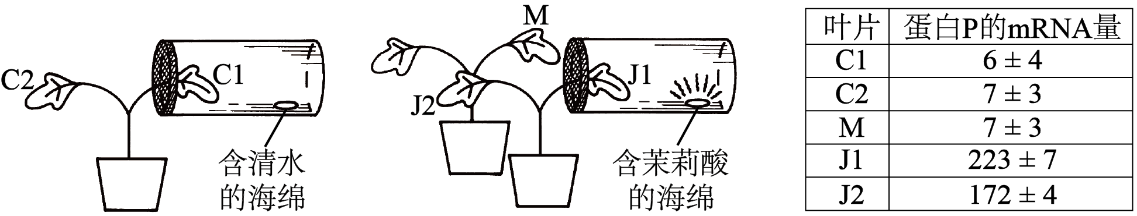 C2
C1
含清水
的海绵
M
J1
J2
含茉莉酸
的海绵
叶片 蛋白P的mRNA量
C1 6 ± 4
C2 7 ± 3
M 7 ± 3
J1 223 ± 7
J2 172 ± 4